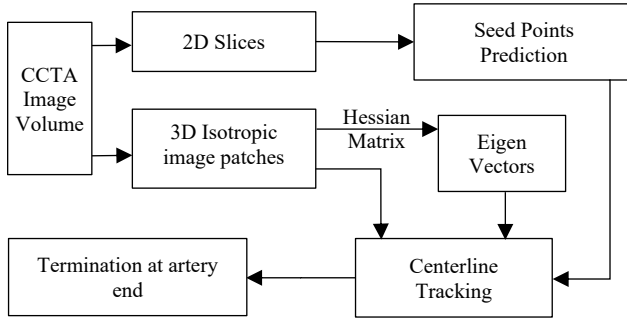 2D Slices
Seed Points
Prediction
CCTA
Image
Volume
3D Isotropic
image patches
Hessian
Matrix
Eigen
Vectors
Termination at artery
end
Centerline
Tracking